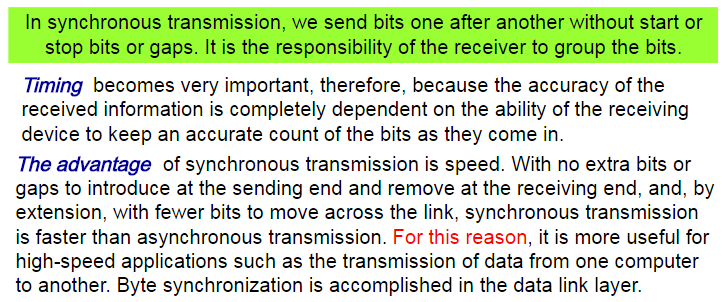 In synchronous transmission, we send bits one after another without start or
stop bits or gaps. It is the responsibility of the receiver to group the bits.
Timing becomes very important, therefore, because the accuracy of the
received information is completely dependent on the ability of the receiving
device to keep an accurate count of the bits as they come in.
The advantage of synchronous transmission is speed. With no extra bits or
gaps to introduce at the sending end and remove at the receiving end, and, by
extension, with fewer bits to move across the link, synchronous transmission
is faster than asynchronous transmission. For this reason, it is more useful for
high-speed applications such as the transmission of data from one computer
to another. Byte synchronization is accomplished in the data link layer.